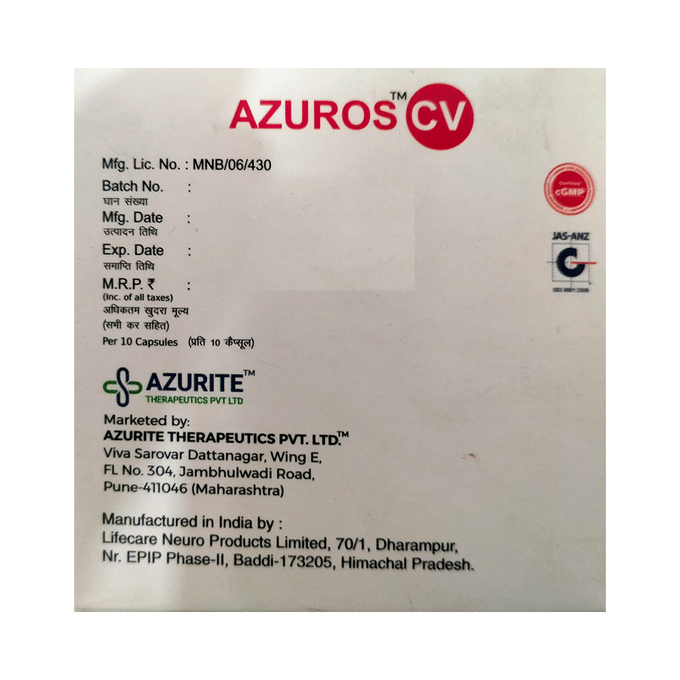 AZUROS™ CV
Mfg. Lic. No. : MNB/06/430
Batch No. :
घान संख्या
Mfg. Date :
उत्पादन तिथि
Exp. Date :
समाप्ति तिथि
M.R.P. ₹ :
(Inc. of all taxes)
अधिकतम खुदरा मूल्य
(सभी कर सहित)
Per 10 Capsules (प्रति 10 कैप्सूल)
Certified
cGMP
JAS-ANZ
C
ISO 9001:2008
AZURITE™
THERAPEUTICS PVT LTD
Marketed by:
AZURITE THERAPEUTICS PVT. LTD.™
Viva Sarovar Dattanagar, Wing E,
FL No. 304, Jambhulwadi Road,
Pune-411046 (Maharashtra)
Manufactured in India by :
Lifecare Neuro Products Limited, 70/1, Dharampur,
Nr. EPIP Phase-II, Baddi-173205, Himachal Pradesh.